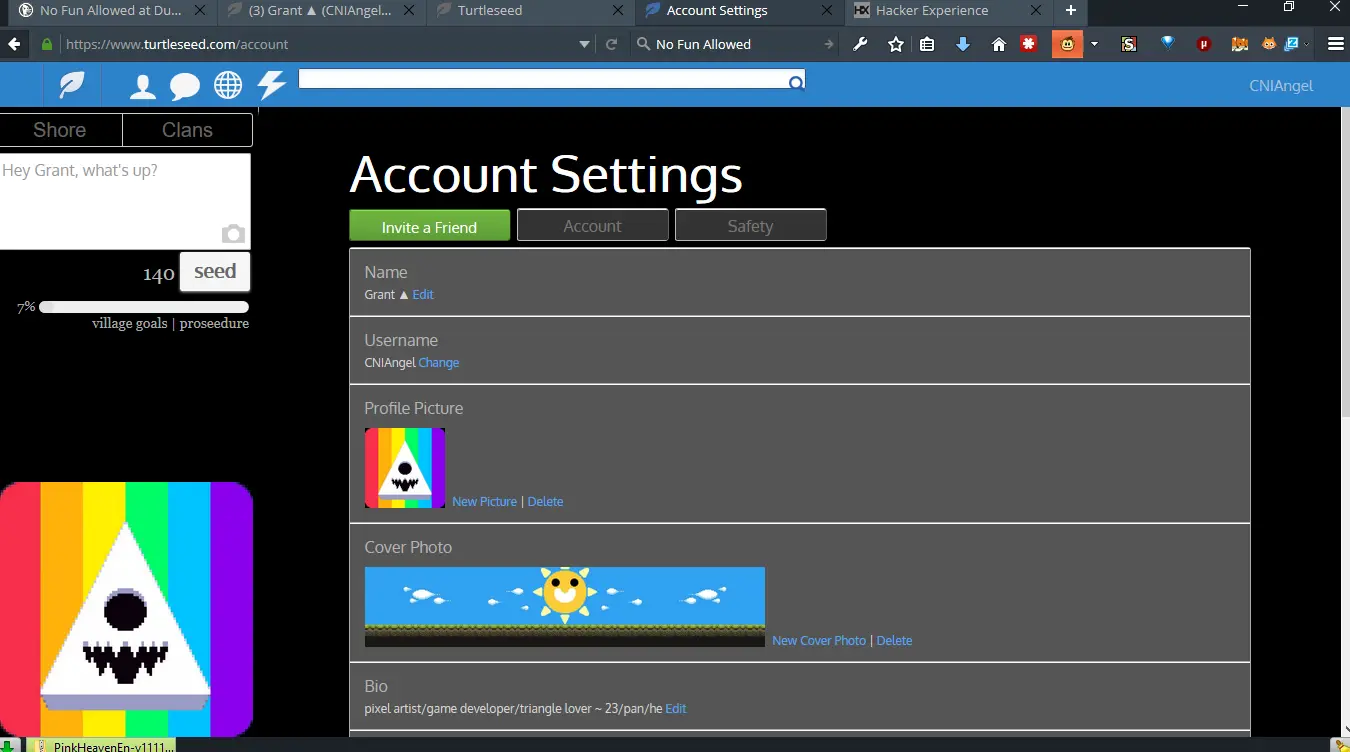 No Fun Allowed at Du...
(3) Grant ▲ (CNIAngel...
Turtleseed
Account Settings
Hacker Experience
https://www.turtleseed.com/account
No Fun Allowed
CNIAngel
Shore
Clans
Hey Grant, what's up?
140 seed
7%
village goals | proseedure
Account Settings
Invite a Friend
Account
Safety
Name
Grant ▲ Edit
Username
CNIAngel Change
Profile Picture
New Picture | Delete
Cover Photo
New Cover Photo | Delete
Bio
pixel artist/game developer/triangle lover ~ 23/pan/he Edit
PinkHeavenEn-v1111...